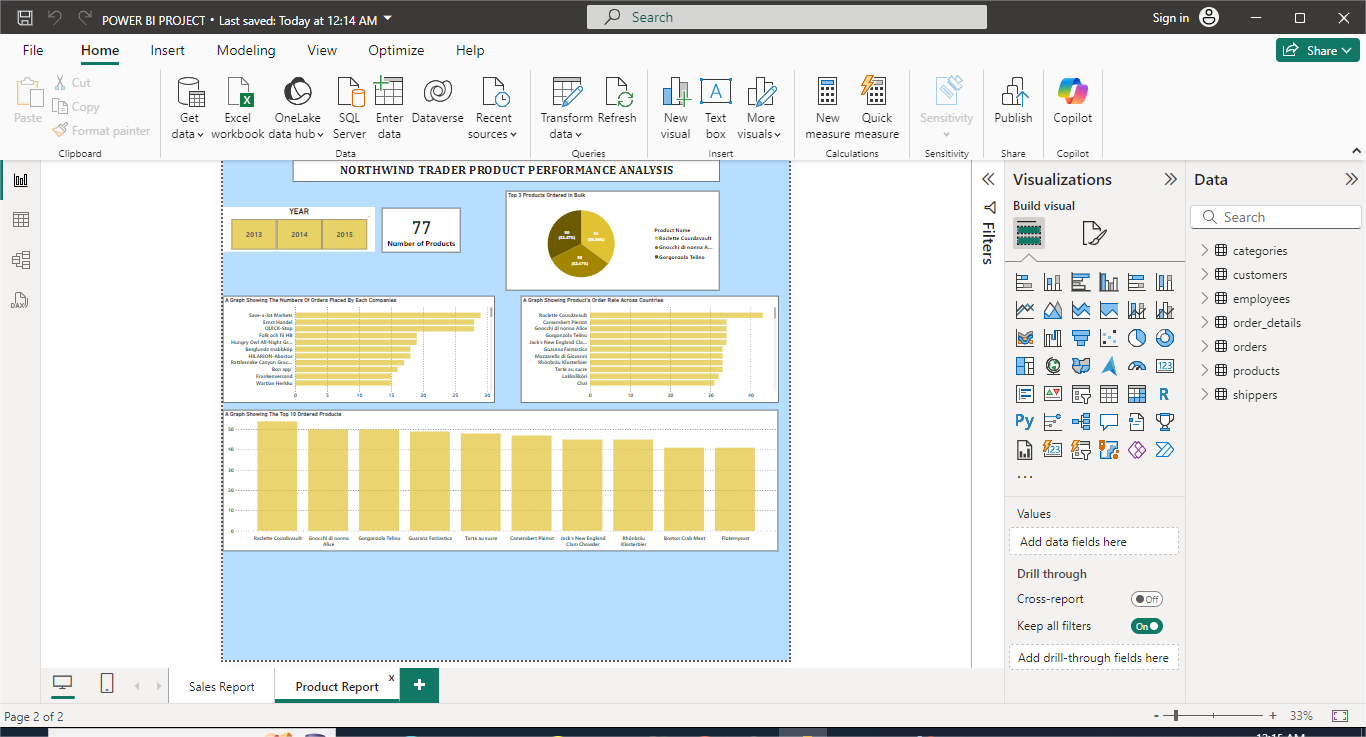 POWER BI PROJECT • Last saved: Today at 12:14 AM
Search
Sign in
File Home Insert Modeling View Optimize Help
Share
Paste
Cut
Copy
Format painter
Clipboard
Get data
Excel workbook
OneLake data hub
SQL Server
Enter data
Dataverse
Recent sources
Data
Transform data
Refresh
Queries
New visual
Text box
More visuals
Insert
New measure
Quick measure
Calculations
Sensitivity
Sensitivity
Publish
Share
Copilot
Copilot
DAX
NORTHWIND TRADER PRODUCT PERFORMANCE ANALYSIS
YEAR
2013 2014 2015
77
Number of Products
Top 3 Products Ordered In Bulk
Product Name
Raclette Courdavault
Gnocchi di nonna A...
Gorgonzola Telino
A Graph Showing The Numbers Of Orders Placed By Each Companies
Save-a-lot Markets
Ernst Handel
QUICK-Stop
Folk och fä HB
Hungry Owl All-Night Gr...
Berglunds snabbköp
HILARION-Abastos
Rattlesnake Canyon Groc...
Bon app'
Frankenversand
Wartian Herkku
0 5 10 15 20 25 30
A Graph Showing Product's Order Rate Across Countries
Raclette Courdavault
Camembert Pierrot
Gnocchi di nonna Alice
Gorgonzola Telino
Jack's New England Cla...
Guarana Fantastica
Mozzarella di Giovanni
Rhönbräu Klosterbier
Tarte au sucre
Lakkalikööri
Chai
0 10 20 30 40
A Graph Showing The Top 10 Ordered Products
50
40
30
20
10
0
Raclette Courdavault
Gnocchi di nonna Alice
Gorgonzola Telino
Guarana Fantastica
Tarte au sucre
Camembert Pierrot
Jack's New England Clam Chowder
Rhönbräu Klosterbier
Boston Crab Meat
Flotemysost
Filters
Visualizations
Build visual
123
R
Py
123
...
Values
Add data fields here
Drill through
Cross-report
Off
Keep all filters
On
Add drill-through fields here
Data
Search
categories
customers
employees
order_details
orders
products
shippers
Sales Report
Product Report
x
+
Page 2 of 2
- + 33%